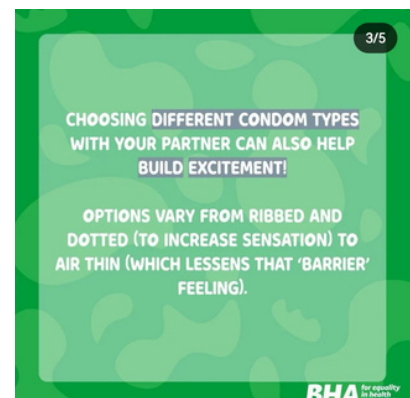 3/5
CHOOSING DIFFERENT CONDOM TYPES
WITH YOUR PARTNER CAN ALSO HELP
BUILD EXCITEMENT!
OPTIONS VARY FROM RIBBED AND
DOTTED (TO INCREASE SENSATION) TO
AIR THIN (WHICH LESSENS THAT ‘BARRIER’
FEELING).
BHA for equality
in health